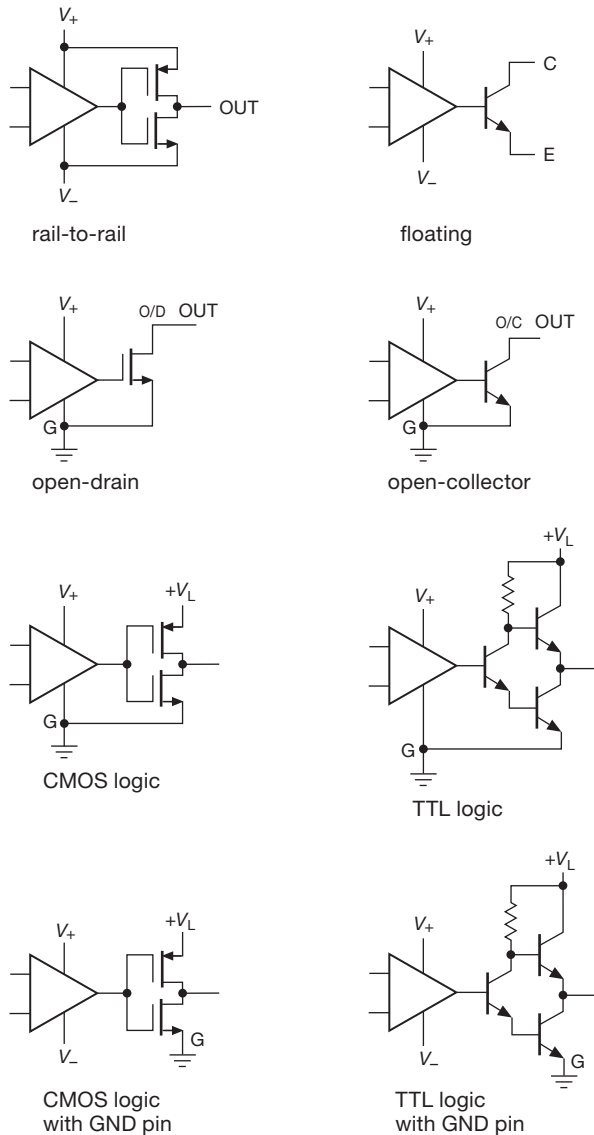 V+
OUT
V–
rail-to-rail
V+
C
E
V–
floating
V+
O/D OUT
G
open-drain
V+
O/C OUT
G
open-collector
V+
+VL
G
CMOS logic
+VL
V+
G
TTL logic
V+
+VL
V–
G
CMOS logic
with GND pin
+VL
V+
V–
G
TTL logic
with GND pin